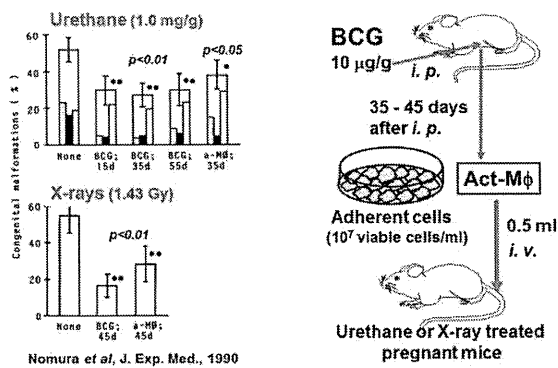 Urethane (1.0 mg/g)
Congenital malformations ( % )
60
40
20
0
p<0.01
p<0.05
**
**
**
*
None
BCG; 15d
BCG; 35d
BCG; 55d
a-MØ; 35d
X-rays (1.43 Gy)
60
40
20
0
p<0.01
**
**
None
BCG; 45d
a-MØ; 45d
Nomura et al, J. Exp. Med., 1990
BCG
10 µg/g
i. p.
35 - 45 days
after i. p.
Adherent cells
(10⁷ viable cells/ml)
Act-Mϕ
0.5 ml
i. v.
Urethane or X-ray treated
pregnant mice